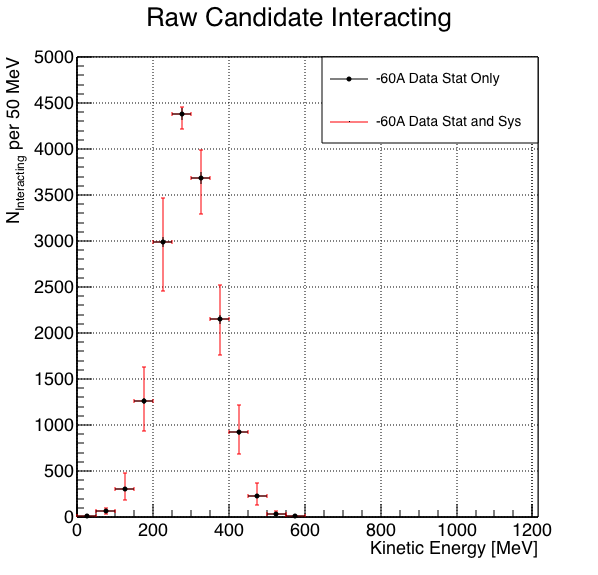 Raw Candidate Interacting
N_Interacting per 50 MeV
5000
4500
4000
3500
3000
2500
2000
1500
1000
500
0
-60A Data Stat Only
-60A Data Stat and Sys
0 200 400 600 800 1000 1200
Kinetic Energy [MeV]